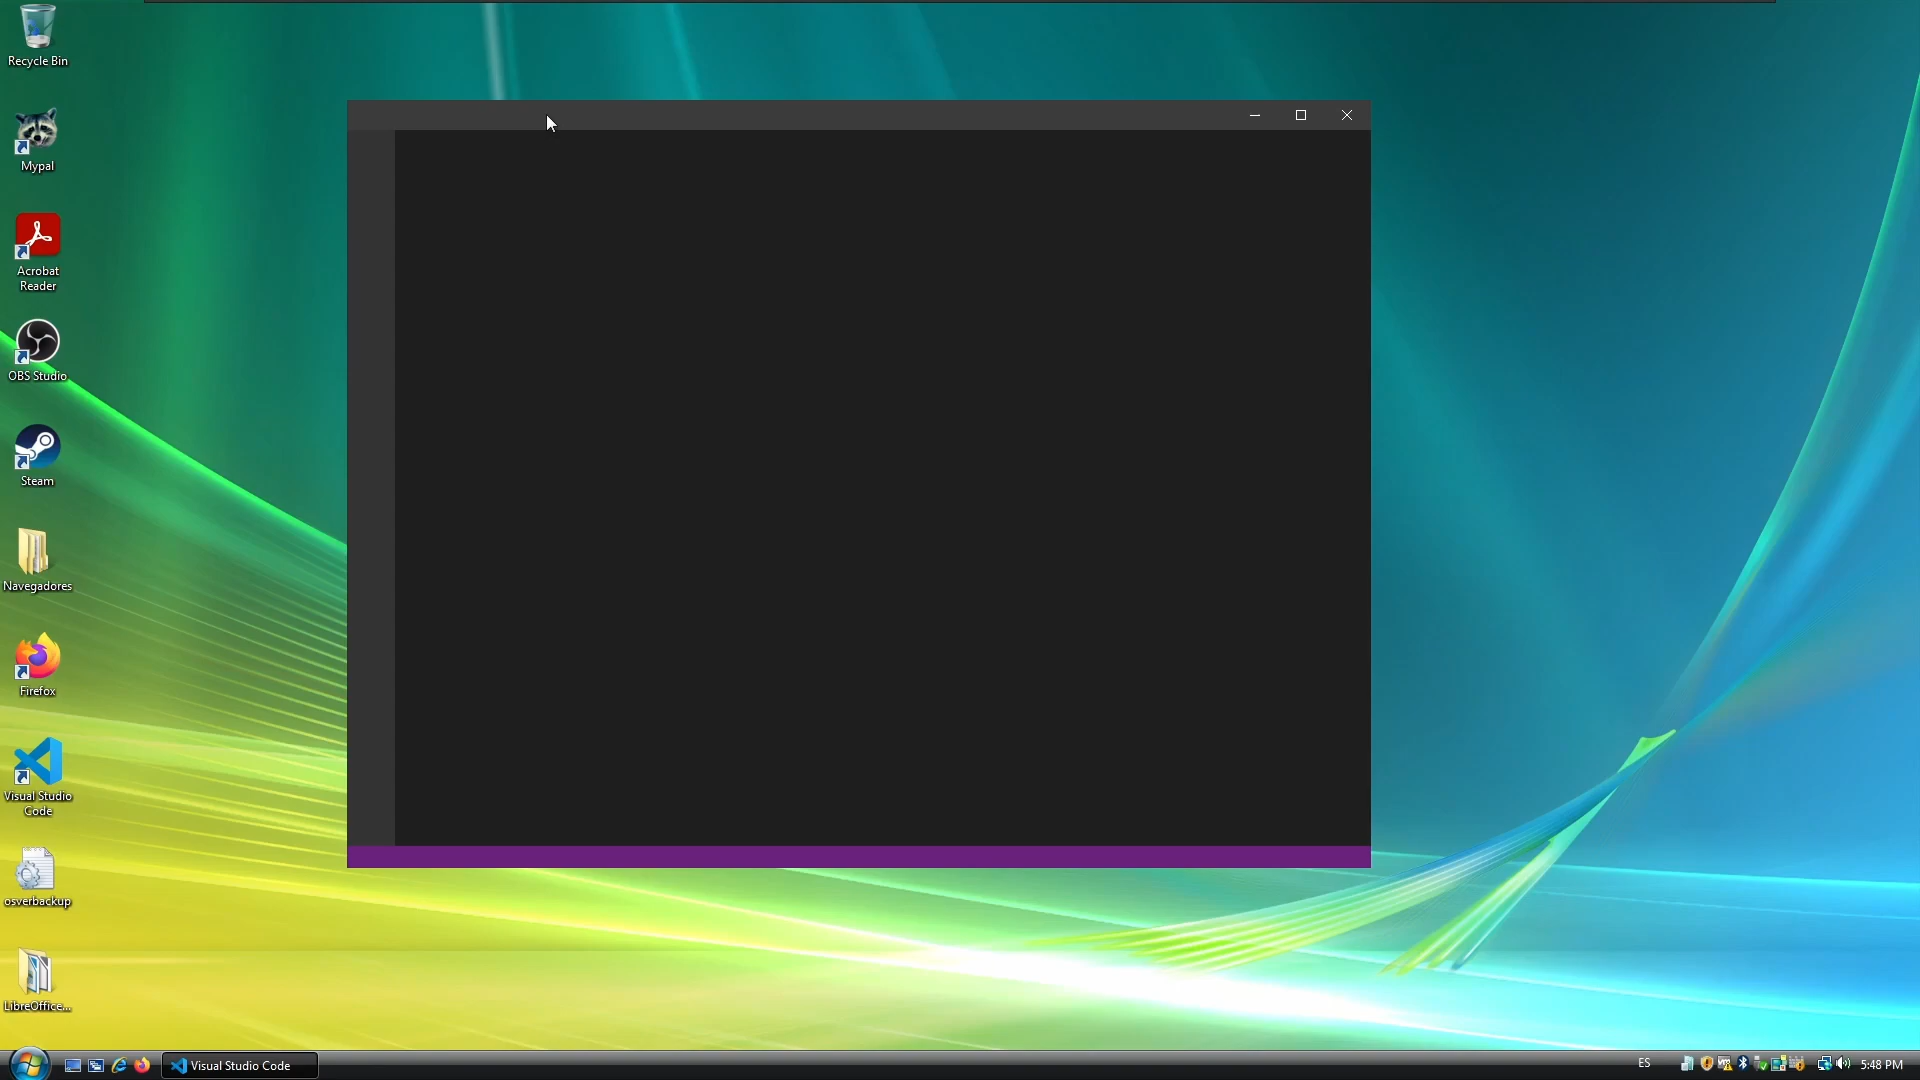 Recycle Bin
Mypal
Acrobat
Reader
OBS Studio
Steam
Navegadores
Firefox
Visual Studio
Code
osverbackup
LibreOffice...
Visual Studio Code
ES
5:48 PM